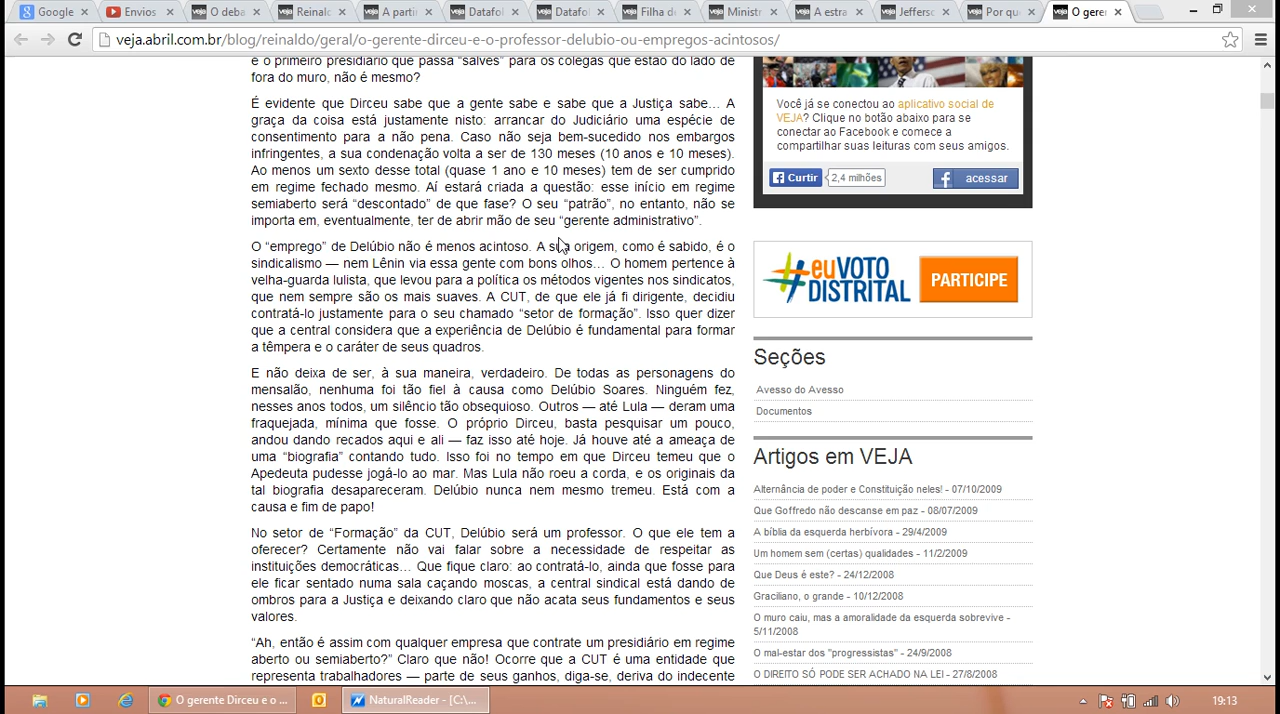 Google
Envios
O deba
Reinald
A parti
Datafol
Datafol
Filha d
Ministr
A estra
Jefferso
Por que
O geren
veja.abril.com.br/blog/reinaldo/geral/o-gerente-dirceu-e-o-professor-delubio-ou-empregos-acintosos/
e o primeiro presidiário que passa “salves” para os colegas que estão do lado de
fora do muro, não é mesmo?
É evidente que Dirceu sabe que a gente sabe e sabe que a Justiça sabe… A
graça da coisa está justamente nisto: arrancar do Judiciário uma espécie de
consentimento para a não pena. Caso não seja bem-sucedido nos embargos
infringentes, a sua condenação volta a ser de 130 meses (10 anos e 10 meses).
Ao menos um sexto desse total (quase 1 ano e 10 meses) tem de ser cumprido
em regime fechado mesmo. Aí estará criada a questão: esse início em regime
semiaberto será “descontado” de que fase? O seu “patrão”, no entanto, não se
importa em, eventualmente, ter de abrir mão de seu “gerente administrativo”.
O “emprego” de Delúbio não é menos acintoso. A sua origem, como é sabido, é o
sindicalismo — nem Lênin via essa gente com bons olhos… O homem pertence à
velha-guarda lulista, que levou para a política os métodos vigentes nos sindicatos,
que nem sempre são os mais suaves. A CUT, de que ele já fi dirigente, decidiu
contratá-lo justamente para o seu chamado “setor de formação”. Isso quer dizer
que a central considera que a experiência de Delúbio é fundamental para formar
a têmpera e o caráter de seus quadros.
E não deixa de ser, à sua maneira, verdadeiro. De todas as personagens do
mensalão, nenhuma foi tão fiel à causa como Delúbio Soares. Ninguém fez,
nesses anos todos, um silêncio tão obsequioso. Outros — até Lula — deram uma
fraquejada, mínima que fosse. O próprio Dirceu, basta pesquisar um pouco,
andou dando recados aqui e ali — faz isso até hoje. Já houve até a ameaça de
uma “biografia” contando tudo. Isso foi no tempo em que Dirceu temeu que o
Apedeuta pudesse jogá-lo ao mar. Mas Lula não roeu a corda, e os originais da
tal biografia desapareceram. Delúbio nunca nem mesmo tremeu. Está com a
causa e fim de papo!
No setor de “Formação” da CUT, Delúbio será um professor. O que ele tem a
oferecer? Certamente não vai falar sobre a necessidade de respeitar as
instituições democráticas… Que fique claro: ao contratá-lo, ainda que fosse para
ele ficar sentado numa sala caçando moscas, a central sindical está dando de
ombros para a Justiça e deixando claro que não acata seus fundamentos e seus
valores.
“Ah, então é assim com qualquer empresa que contrate um presidiário em regime
aberto ou semiaberto?” Claro que não! Ocorre que a CUT é uma entidade que
representa trabalhadores — parte de seus ganhos, diga-se, deriva do indecente
Você já se conectou ao aplicativo social de
VEJA? Clique no botão abaixo para se
conectar ao Facebook e comece a
compartilhar suas leituras com seus amigos.
Curtir 2,4 milhões acessar
#euVOTO
DISTRITAL
PARTICIPE
Seções
Avesso do Avesso
Documentos
Artigos em VEJA
Alternância de poder e Constituição neles! - 07/10/2009
Que Goffredo não descanse em paz - 08/07/2009
A bíblia da esquerda herbívora - 29/4/2009
Um homem sem (certas) qualidades - 11/2/2009
Que Deus é este? - 24/12/2008
Graciliano, o grande - 10/12/2008
O muro caiu, mas a amoralidade da esquerda sobrevive -
5/11/2008
O mal-estar dos "progressistas" - 24/9/2008
O DIREITO SÓ PODE SER ACHADO NA LEI - 27/8/2008
O gerente Dirceu e o ...
NaturalReader - [C:\...
19:13